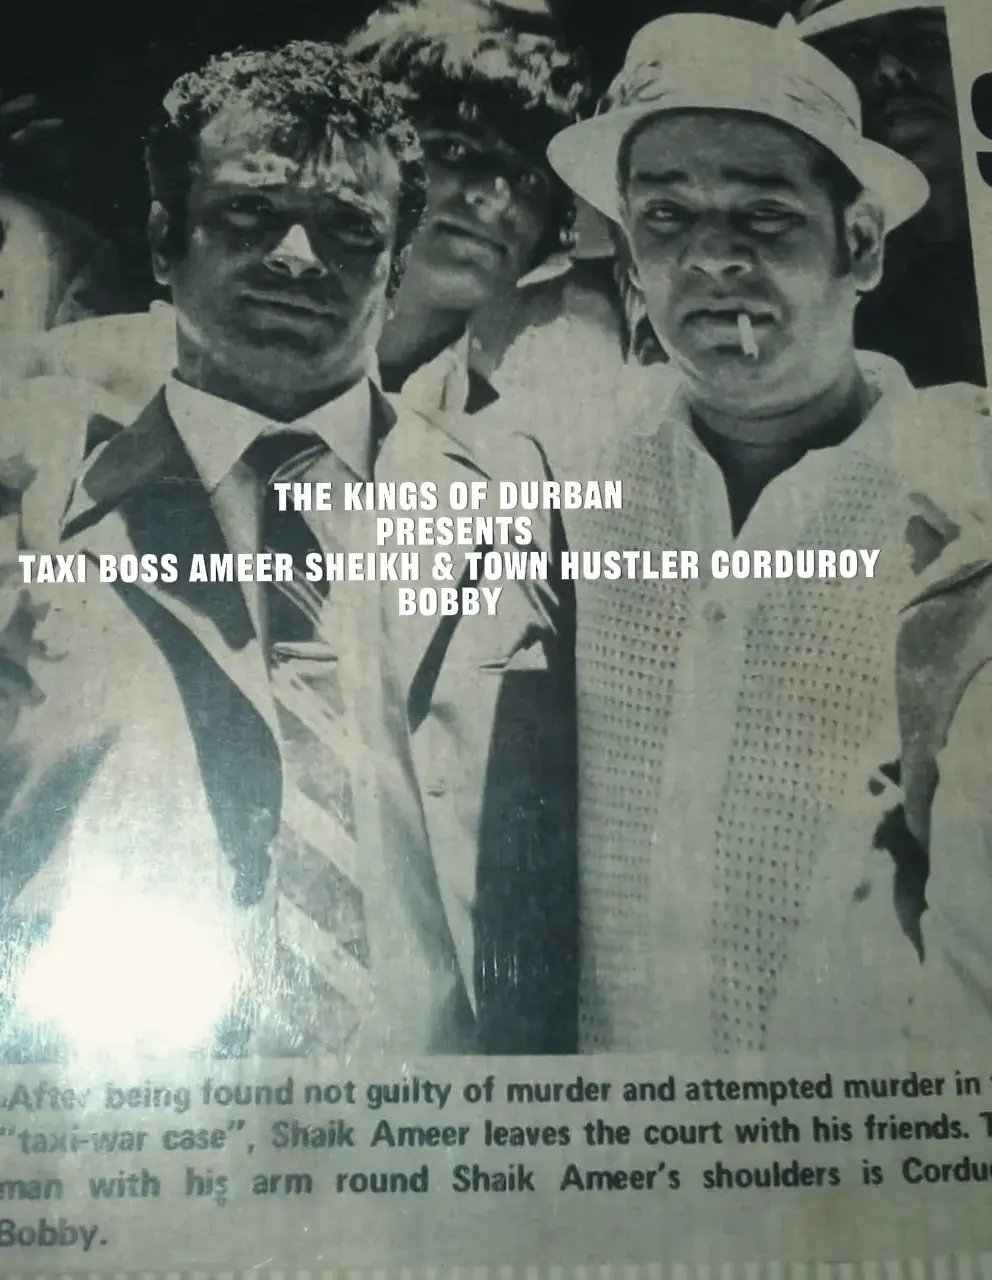 THE KINGS OF DURBAN
PRESENTS
TAXI BOSS AMEER SHEIKH & TOWN HUSTLER CORDUROY
BOBBY
After being found not guilty of murder and attempted murder in
"taxi-war case", Shaik Ameer leaves the court with his friends.
man with his arm round Shaik Ameer's shoulders is
Bobby.